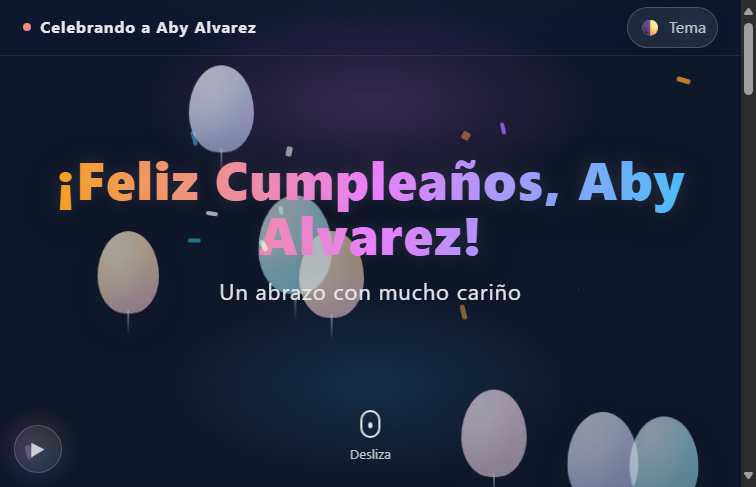 Celebrando a Aby Alvarez
Tema
¡Feliz Cumpleaños, Aby
Alvarez!
Un abrazo con mucho cariño
Desliza